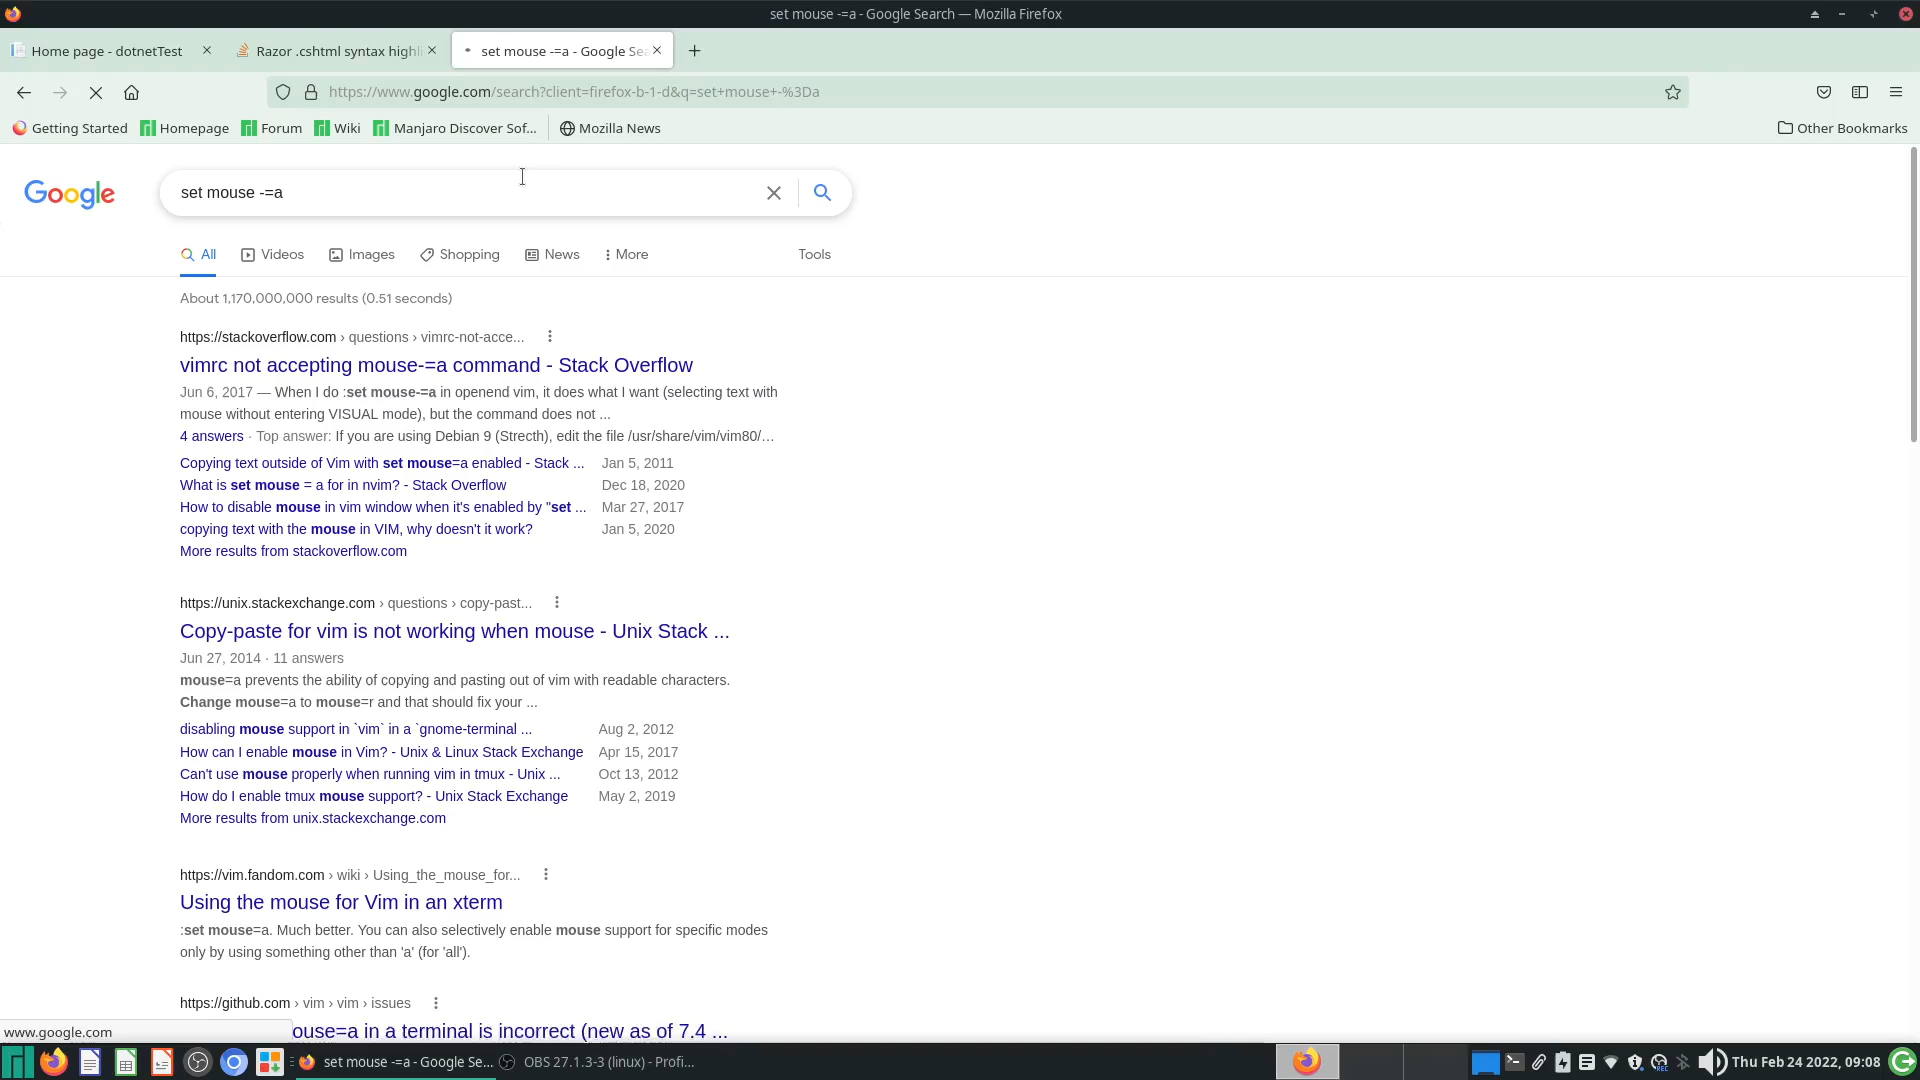 set mouse -=a - Google Search — Mozilla Firefox
Home page - dotnetTest
Razor .cshtml syntax highli
set mouse -=a - Google Sea
https://www.google.com/search?client=firefox-b-1-d&q=set+mouse+-%3Da
Getting Started
Homepage
Forum
Wiki
Manjaro Discover Sof...
Mozilla News
Other Bookmarks
Google
set mouse -=a
All
Videos
Images
Shopping
News
More
Tools
About 1,170,000,000 results (0.51 seconds)
https://stackoverflow.com › questions › vimrc-not-acce...
vimrc not accepting mouse-=a command - Stack Overflow
Jun 6, 2017 — When I do :set mouse-=a in openend vim, it does what I want (selecting text with
mouse without entering VISUAL mode), but the command does not ...
4 answers · Top answer: If you are using Debian 9 (Strecth), edit the file /usr/share/vim/vim80/…
Copying text outside of Vim with set mouse=a enabled - Stack ... Jan 5, 2011
What is set mouse = a for in nvim? - Stack Overflow Dec 18, 2020
How to disable mouse in vim window when it's enabled by "set ... Mar 27, 2017
copying text with the mouse in VIM, why doesn't it work? Jan 5, 2020
More results from stackoverflow.com
https://unix.stackexchange.com › questions › copy-past...
Copy-paste for vim is not working when mouse - Unix Stack ...
Jun 27, 2014 · 11 answers
mouse=a prevents the ability of copying and pasting out of vim with readable characters.
Change mouse=a to mouse=r and that should fix your ...
disabling mouse support in `vim` in a `gnome-terminal ... Aug 2, 2012
How can I enable mouse in Vim? - Unix & Linux Stack Exchange Apr 15, 2017
Can't use mouse properly when running vim in tmux - Unix ... Oct 13, 2012
How do I enable tmux mouse support? - Unix Stack Exchange May 2, 2019
More results from unix.stackexchange.com
https://vim.fandom.com › wiki › Using_the_mouse_for...
Using the mouse for Vim in an xterm
:set mouse=a. Much better. You can also selectively enable mouse support for specific modes
only by using something other than 'a' (for 'all').
https://github.com › vim › vim › issues
ouse=a in a terminal is incorrect (new as of 7.4 ...
www.google.com
set mouse -=a - Google Se...
OBS 27.1.3-3 (linux) - Profi...
REC
Thu Feb 24 2022, 09:08